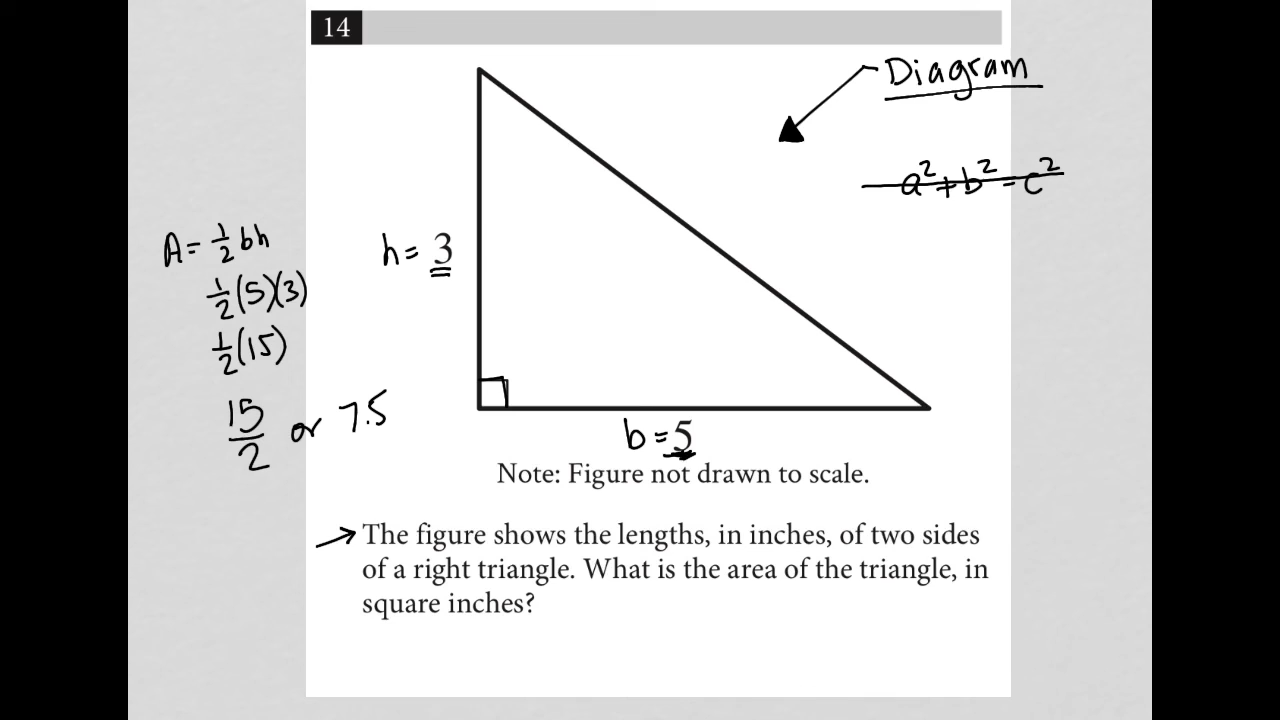 14
Diagram
a² + b² = c²
A = 1/2 bh
1/2 (5)(3)
1/2 (15)
15/2 or 7.5
h = 3
b = 5
Note: Figure not drawn to scale.
The figure shows the lengths, in inches, of two sides
of a right triangle. What is the area of the triangle, in
square inches?